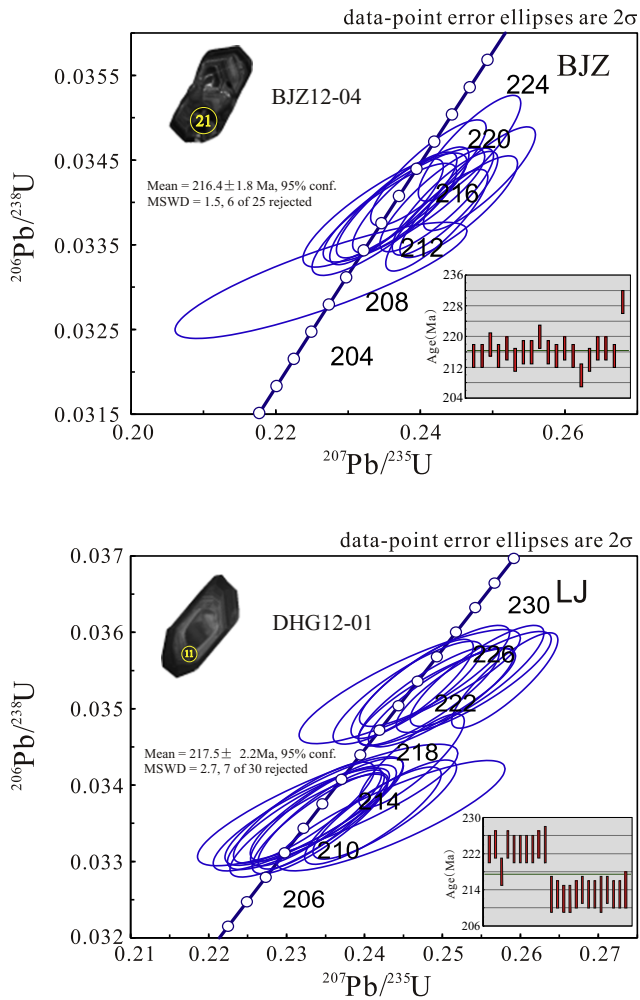 data-point error ellipses are 2σ
BJZ
BJZ12-04
21
Mean = 216.4±1.8 Ma, 95% conf.
MSWD = 1.5, 6 of 25 rejected
224
220
216
212
208
204
0.0355
0.0345
0.0335
0.0325
0.0315
206Pb/238U
0.20
0.22
0.24
0.26
207Pb/235U
236
228
220
212
204
Age(Ma)
data-point error ellipses are 2σ
LJ
DHG12-01
11
Mean = 217.5± 2.2Ma, 95% conf.
MSWD = 2.7, 7 of 30 rejected
230
226
222
218
214
210
206
0.037
0.036
0.035
0.034
0.033
0.032
206Pb/238U
0.21
0.22
0.23
0.24
0.25
0.26
0.27
207Pb/235U
230
222
214
206
Age(Ma)